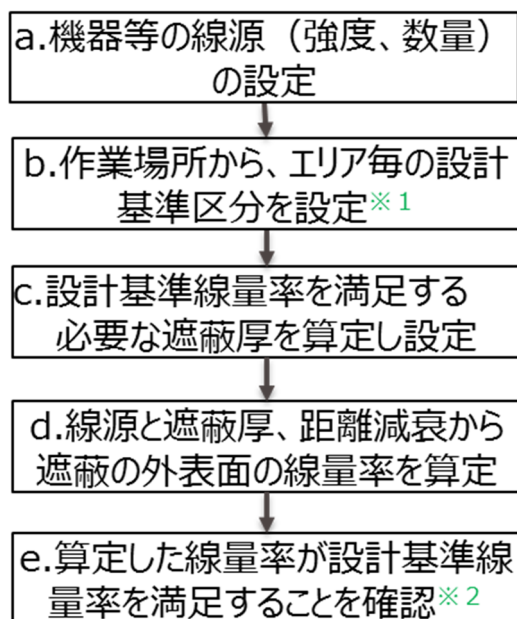 a.機器等の線源（強度、数量）
の設定
b.作業場所から、エリア毎の設計
基準区分を設定※1
c.設計基準線量率を満足する
必要な遮蔽厚を算定し設定
d.線源と遮蔽厚、距離減衰から
遮蔽の外表面の線量率を算定
e.算定した線量率が設計基準線
量率を満足することを確認※2